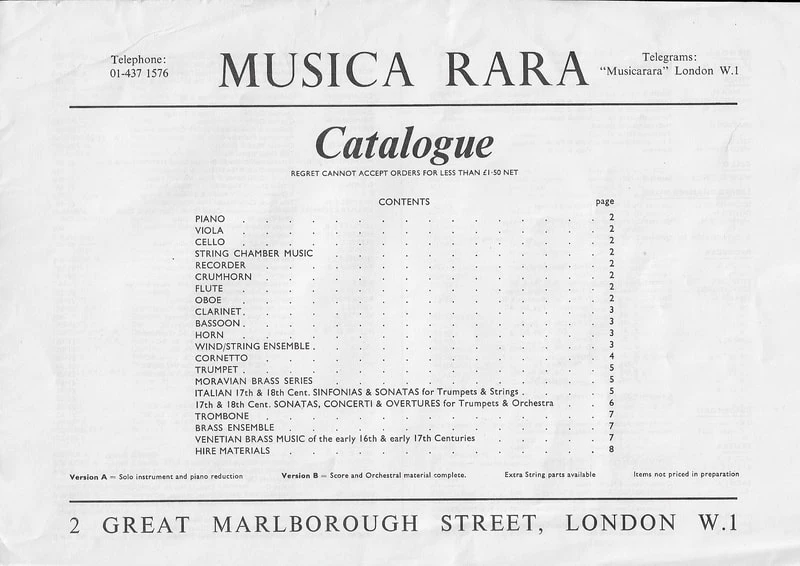 Telephone:
01-437 1576
MUSICA RARA
Telegrams:
"Musicarara" London W.1
Catalogue
REGRET CANNOT ACCEPT ORDERS FOR LESS THAN £1·50 NET
CONTENTS page
PIANO 2
VIOLA 2
CELLO 2
STRING CHAMBER MUSIC 2
RECORDER 2
CRUMHORN 2
FLUTE 2
OBOE 2
CLARINET 3
BASSOON 3
HORN 3
WIND/STRING ENSEMBLE 3
CORNETTO 4
TRUMPET 5
MORAVIAN BRASS SERIES 5
ITALIAN 17th & 18th Cent. SINFONIAS & SONATAS for Trumpets & Strings 5
17th & 18th Cent. SONATAS, CONCERTI & OVERTURES for Trumpets & Orchestra 6
TROMBONE 7
BRASS ENSEMBLE 7
VENETIAN BRASS MUSIC of the early 16th & early 17th Centuries 7
HIRE MATERIALS 8
Version A = Solo instrument and piano reduction Version B = Score and Orchestral material complete. Extra String parts available Items not priced in preparation
2 GREAT MARLBOROUGH STREET, LONDON W.1